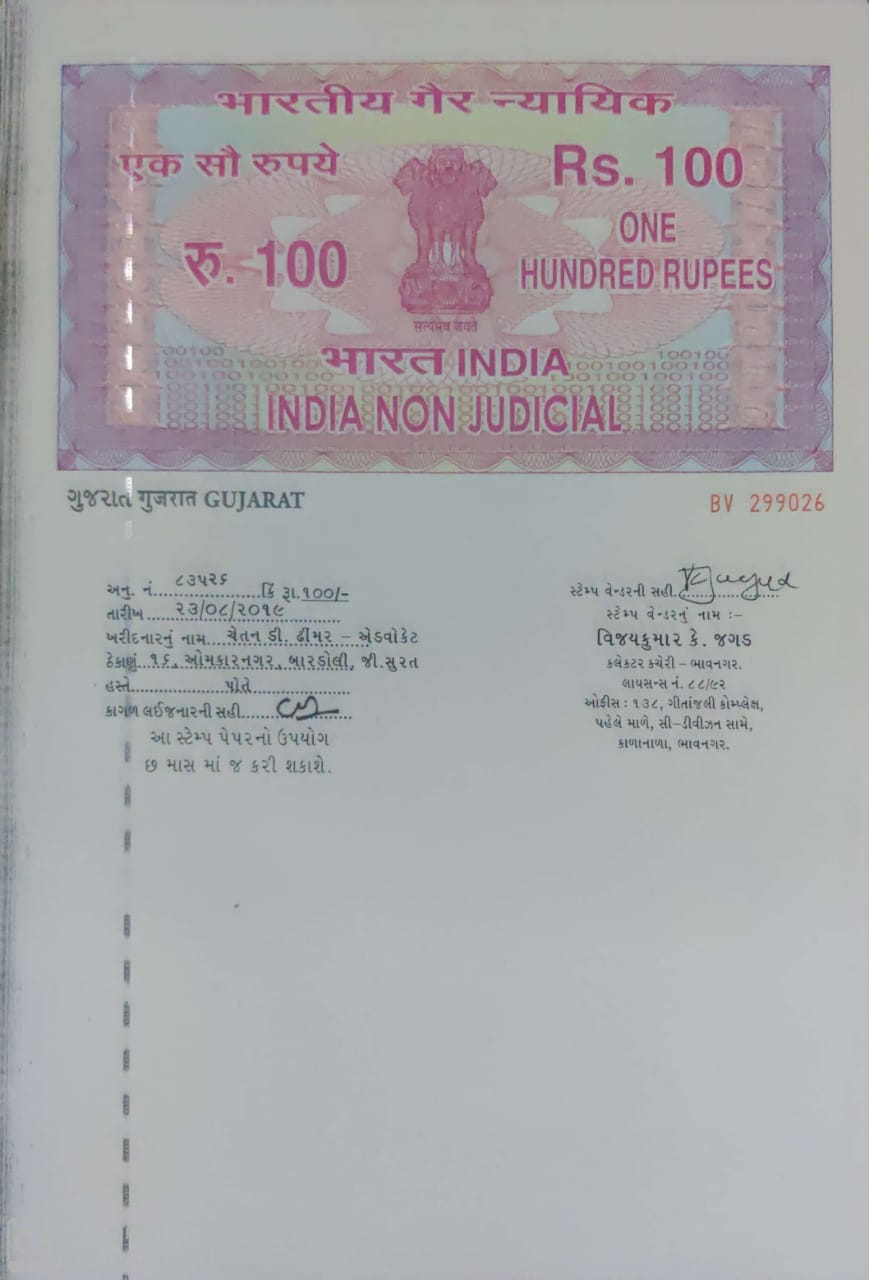 भारतीय गैर न्यायिक
एक सौ रुपये
Rs. 100
रु. 100
ONE
HUNDRED RUPEES
सत्यमेव जयते
भारत INDIA
INDIA NON JUDICIAL
ગુજરાત गुजरात GUJARAT
BV 299026
અનુ. નં. ૮૩૫૨૬ કિં રૂા. ૧૦૦/-
તારીખ ૨૩/૦૮/૨૦૧૯
ખરીદનારનું નામ ચેતન ડી. ઢીમર – એડવોકેટ
ઠેકાણું ૧૬, ઓમકારનગર, બારડોલી, જી.સુરત
હસ્તે પોતે
કાગળ લઈજનારની સહી
આ સ્ટેમ્પ પેપરનો ઉપયોગ
છ માસ માં જ કરી શકાશે.
સ્ટેમ્પ વેન્ડરની સહી
સ્ટેમ્પ વેન્ડરનું નામ :-
વિજયકુમાર કે. જગડ
કલેકટર કચેરી – ભાવનગર.
લાયસન્સ નં. ૮૮/૯૨
ઓફીસ : ૧૩૮, ગીતાંજલી કોમ્પ્લેક્ષ,
પહેલે માળે, સી-ડીવીઝન સામે,
કાળાનાળા, ભાવનગર.